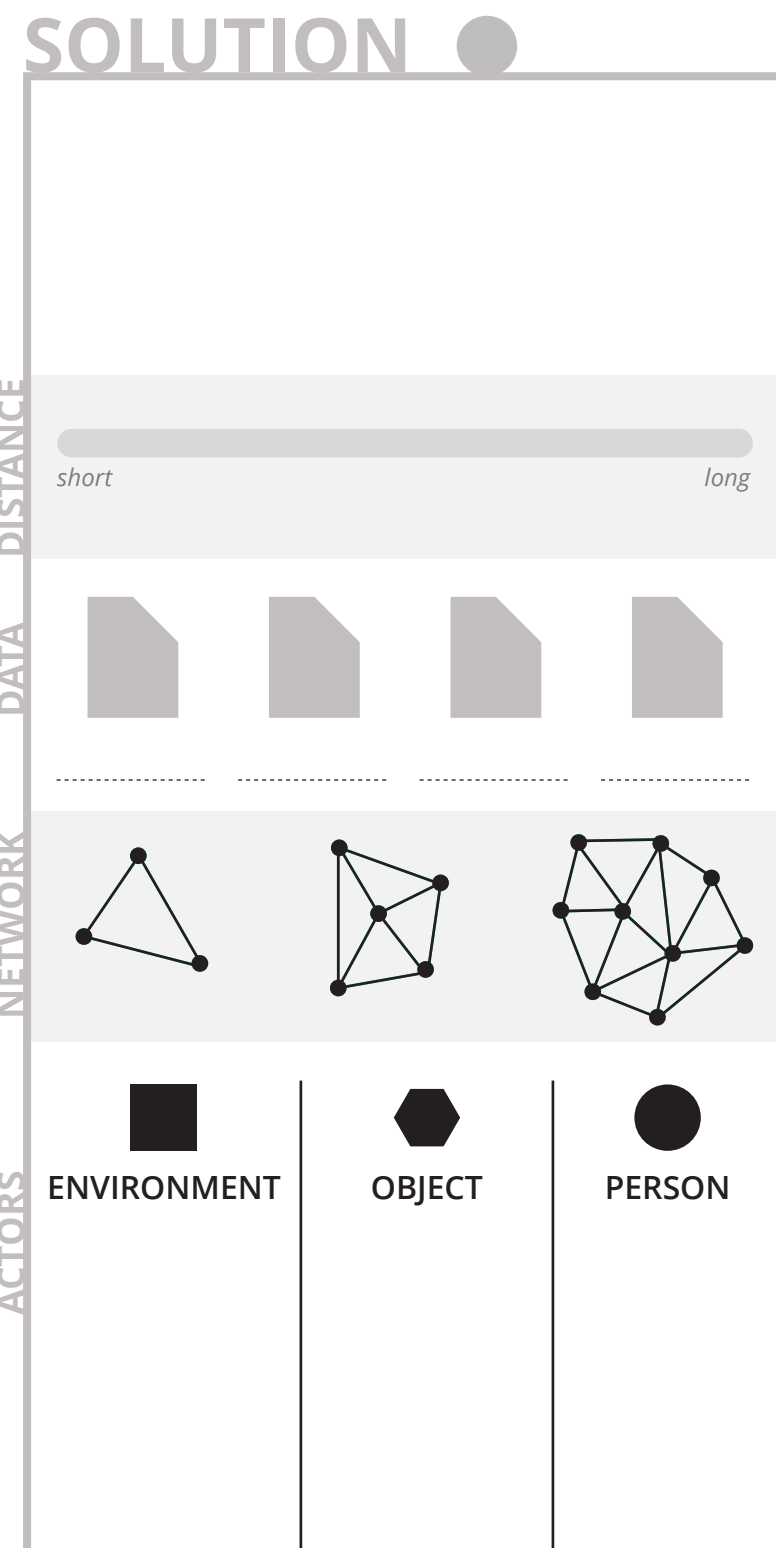 SOLUTION
DISTANCE
short
long
DATA
NETWORK
ACTORS
ENVIRONMENT
OBJECT
PERSON